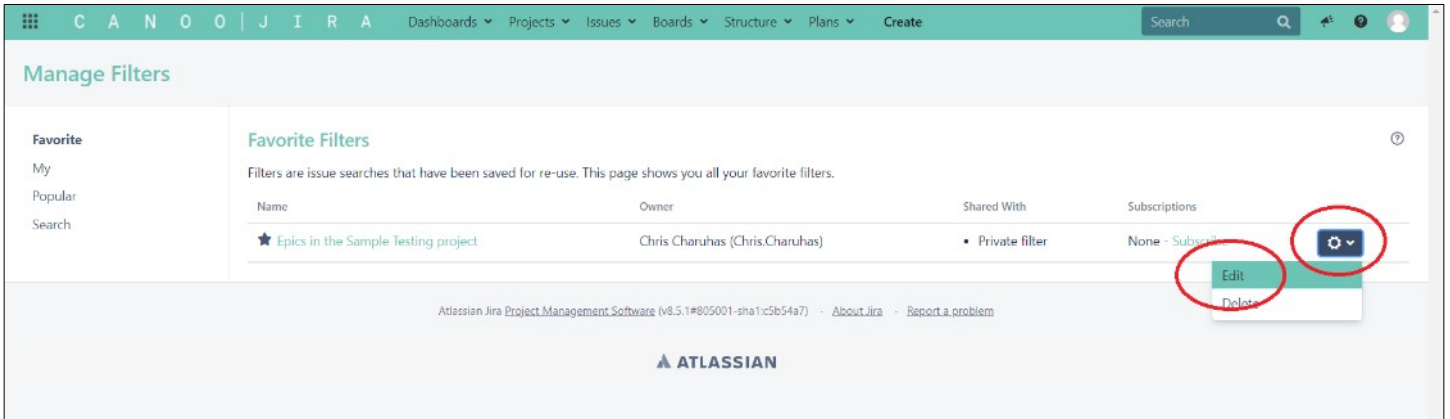 CANOO|JIRA Dashboards Projects Issues Boards Structure Plans Create Search
Manage Filters
Favorite
My
Popular
Search
Favorite Filters
Filters are issue searches that have been saved for re-use. This page shows you all your favorite filters.
Name Owner Shared With Subscriptions
Epics in the Sample Testing project Chris Charuhas (Chris.Charuhas) • Private filter None - Subscribe
Edit
Delete
Atlassian Jira Project Management Software (v8.5.1#805001-sha1:c5b54a7) · About Jira · Report a problem
ATLASSIAN